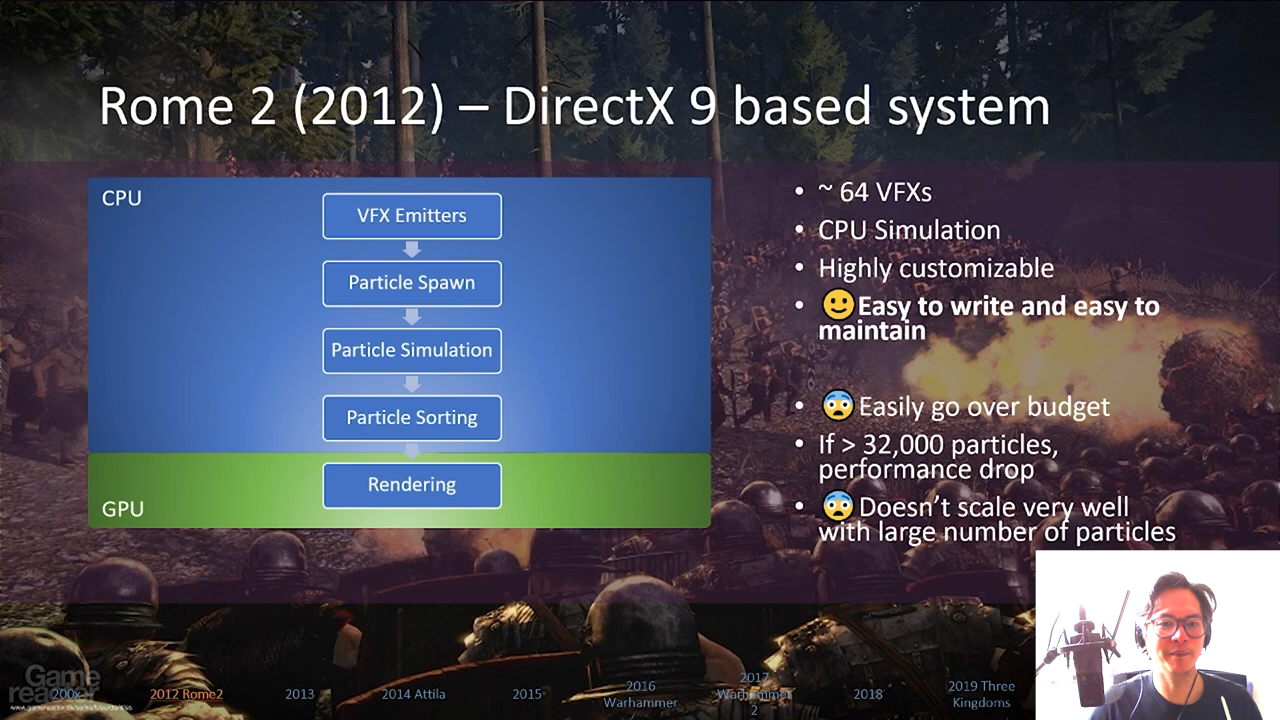 Rome 2 (2012) – DirectX 9 based system
CPU
VFX Emitters
Particle Spawn
Particle Simulation
Particle Sorting
Rendering
GPU
• ~ 64 VFXs
• CPU Simulation
• Highly customizable
• 🙂Easy to write and easy to
maintain
• 😨Easily go over budget
• If > 32,000 particles,
performance drop
• 😨Doesn’t scale very well
with large number of particles
Game
reactor
200x
2012 Rome2
2013
2014 Attila
2015
2016
Warhammer
2017
Warhammer
2
2018
2019 Three
Kingdoms